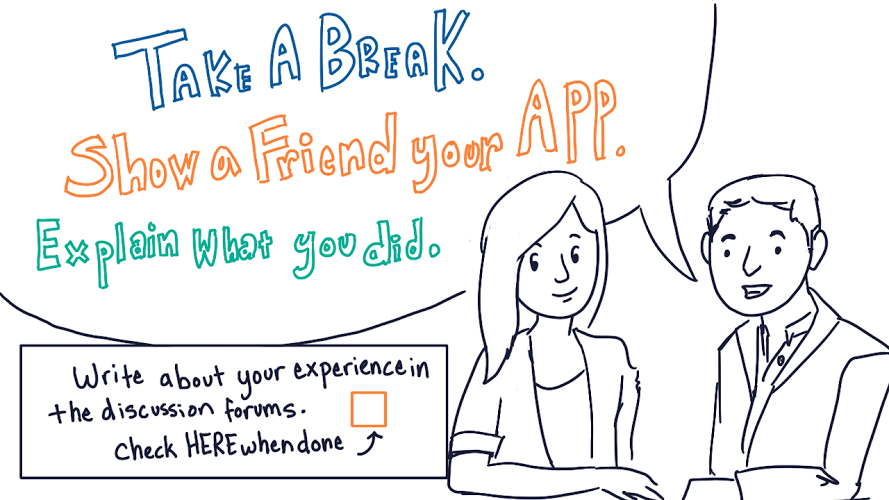 TAKE A BREAK.
Show a Friend your APP.
Explain what you did.
Write about your experience in
the discussion forums.
Check HERE when done